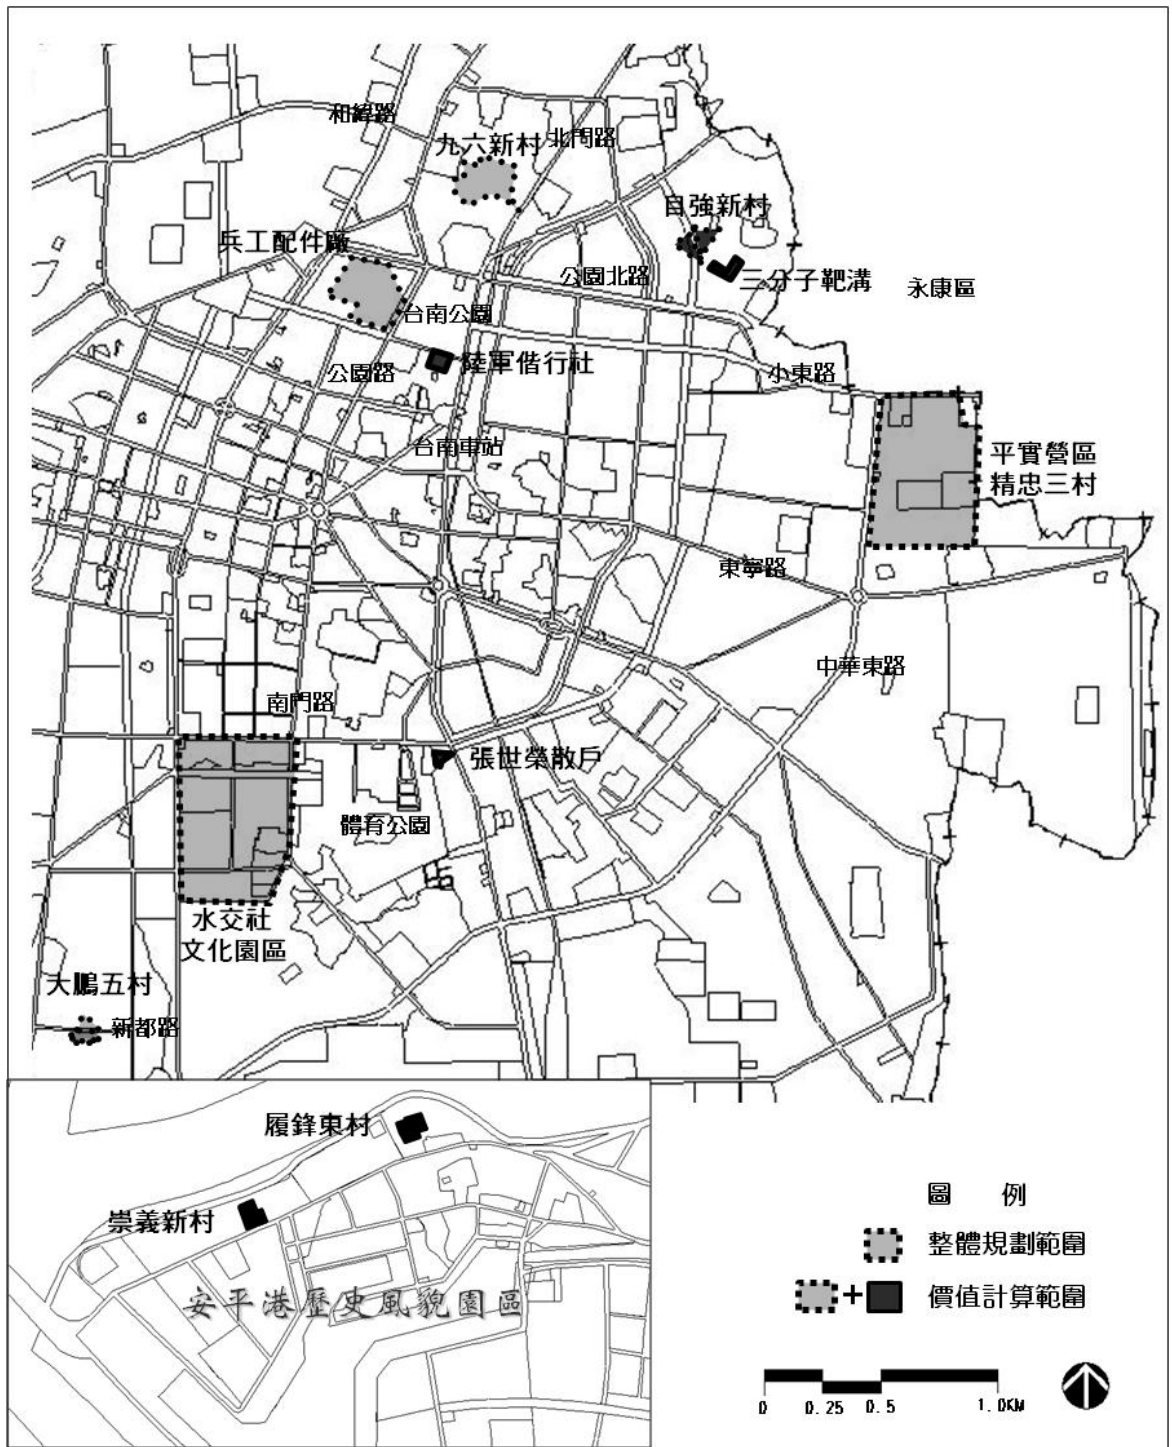 和緯路
九六新村
北門路
自強新村
兵工配件廠
公園北路
三分子靶溝
永康區
台南公園
陸軍偕行社
公園路
小東路
台南車站
平實營區
精忠三村
東寧路
中華東路
南門路
張世榮散戶
體育公園
水交社
文化園區
大鵬五村
新都路
履鋒東村
崇義新村
安平港歷史風貌園區
圖 例
整體規劃範圍
+ 價值計算範圍
0 0.25 0.5 1.0KM